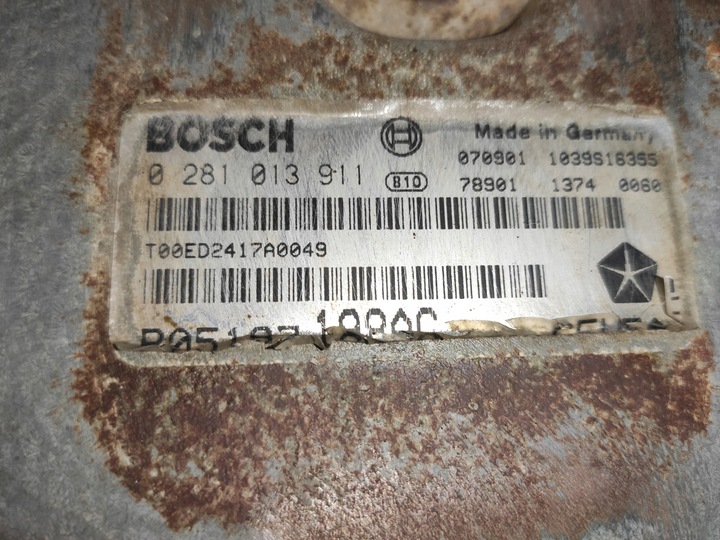 BOSCH
Made in Germany
0 281 013 911
B10
070901 1039S16355
78901 1374 0060
T00ED2417A0049